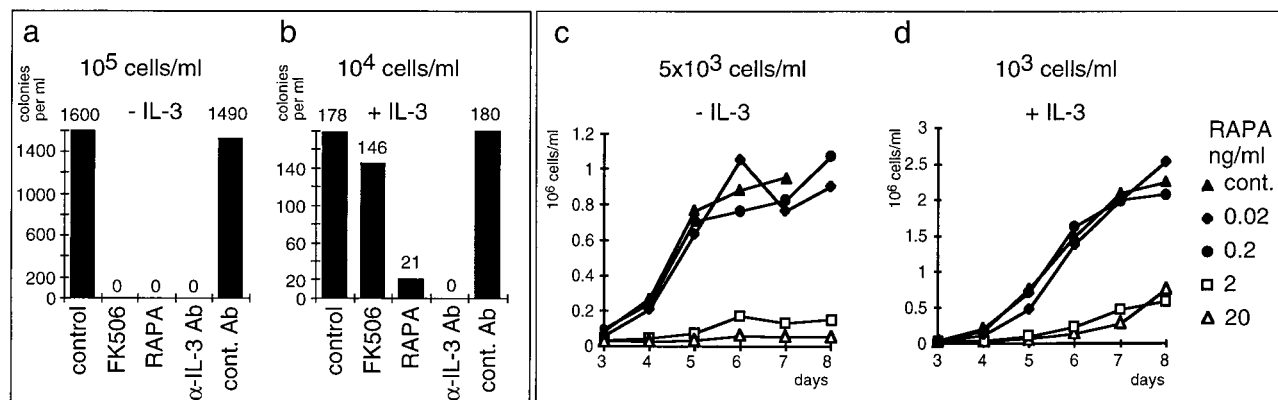 a
10⁵ cells/ml
colonies per ml
- IL-3
1600
0
0
0
1490
1400
1000
600
200
0
control
FK506
RAPA
α-IL-3 Ab
cont. Ab
b
10⁴ cells/ml
colonies per ml
+ IL-3
178
146
21
0
180
140
100
60
20
0
control
FK506
RAPA
α-IL-3 Ab
cont. Ab
c
5x10³ cells/ml
- IL-3
10⁶ cells/ml
1.2
1
0.8
0.6
0.4
0.2
0
3 4 5 6 7 8
days
d
10³ cells/ml
+ IL-3
10⁶ cells/ml
3
2.5
2
1.5
1
0.5
0
3 4 5 6 7 8
days
RAPA
ng/ml
cont.
0.02
0.2
2
20